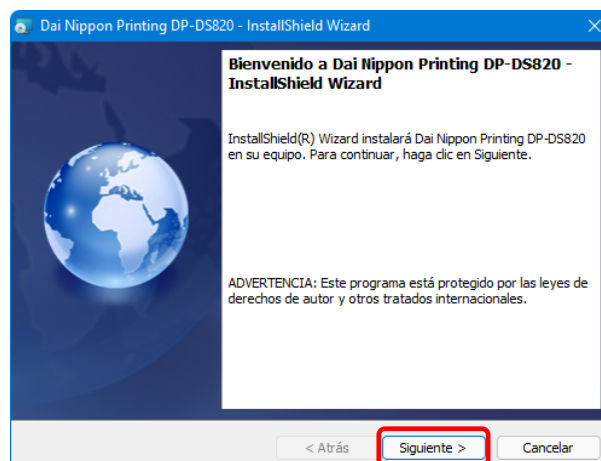 Dai Nippon Printing DP-DS820 - InstallShield Wizard
Bienvenido a Dai Nippon Printing DP-DS820 -
InstallShield Wizard
InstallShield(R) Wizard instalará Dai Nippon Printing DP-DS820
en su equipo. Para continuar, haga clic en Siguiente.
ADVERTENCIA: Este programa está protegido por las leyes de
derechos de autor y otros tratados internacionales.
< Atrás Siguiente > Cancelar